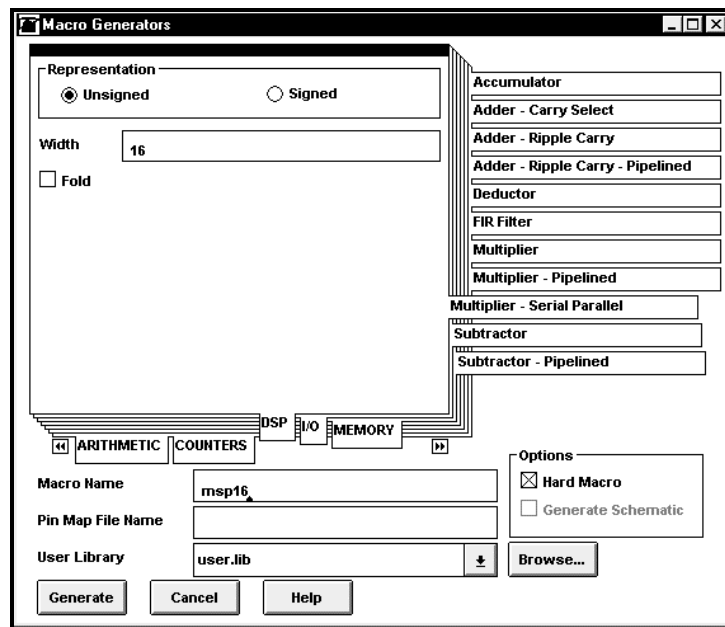 Macro Generators
Representation
Unsigned
Signed
Width
16
Fold
Accumulator
Adder - Carry Select
Adder - Ripple Carry
Adder - Ripple Carry - Pipelined
Deductor
FIR Filter
Multiplier
Multiplier - Pipelined
Multiplier - Serial Parallel
Subtractor
Subtractor - Pipelined
ARITHMETIC
COUNTERS
DSP
I/O
MEMORY
Macro Name
msp16
Pin Map File Name
User Library
user.lib
Options
Hard Macro
Generate Schematic
Browse...
Generate
Cancel
Help